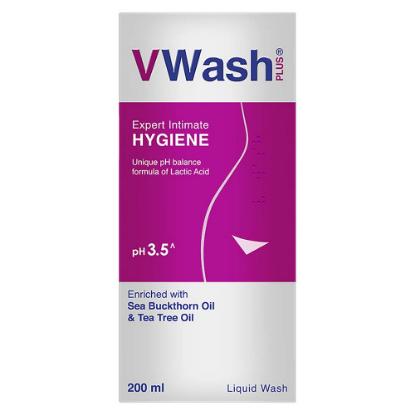 VWash PLUS®
Expert Intimate
HYGIENE
Unique pH balance
formula of Lactic Acid
pH 3.5^
Enriched with
Sea Buckthorn Oil
& Tea Tree Oil
200 ml Liquid Wash